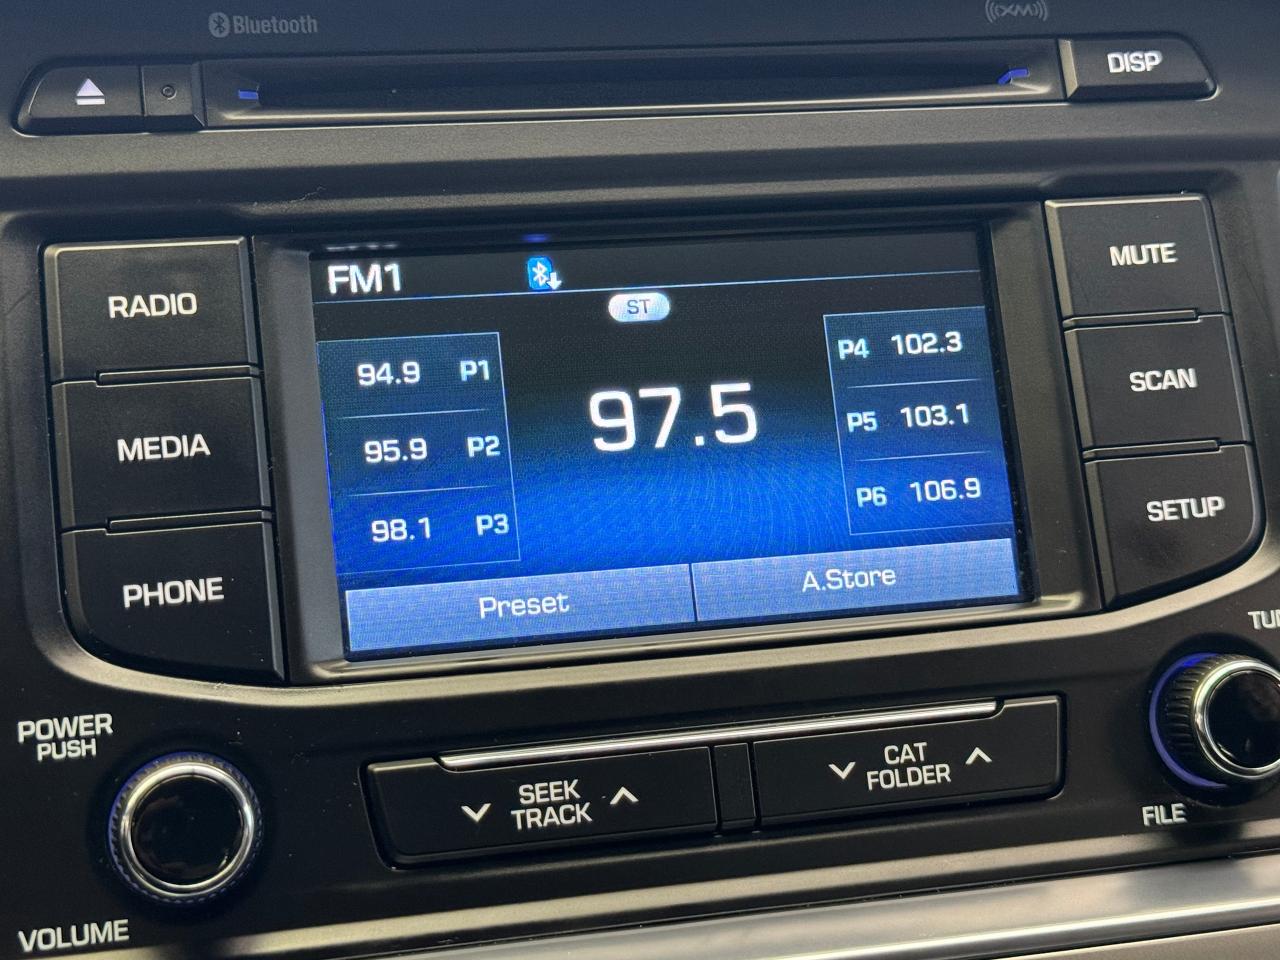 Bluetooth
((XM))
DISP
RADIO
MEDIA
PHONE
FM1
ST
94.9 P1
95.9 P2
98.1 P3
97.5
P4 102.3
P5 103.1
P6 106.9
Preset
A.Store
MUTE
SCAN
SETUP
POWER
PUSH
VOLUME
SEEK
TRACK
CAT
FOLDER
FILE